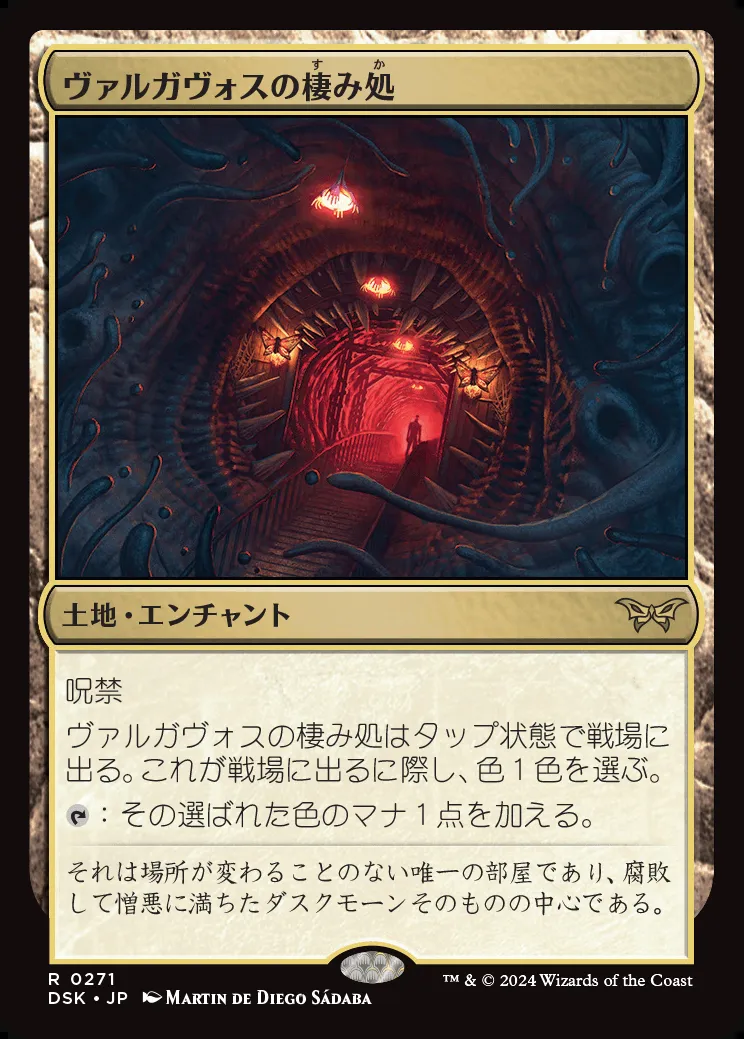 ヴァルガヴォスの棲み処
土地・エンチャント
呪禁
ヴァルガヴォスの棲み処はタップ状態で戦場に
出る。これが戦場に出るに際し、色1色を選ぶ。
：その選ばれた色のマナ1点を加える。
それは場所が変わることのない唯一の部屋であり、腐敗
して憎悪に満ちたダスクモーンそのものの中心である。
R 0271
DSK • JP Martin de Diego Sádaba
™ & © 2024 Wizards of the Coast